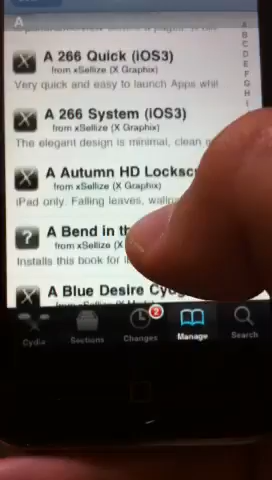 A
A
B
C
D
E
F
G
H
I
A 266 Quick (iOS3)
from xSellize (X Graphix)
Very quick and easy to launch Apps whil
A 266 System (iOS3)
from xSellize (X Graphix)
The elegant design is minimal, clean
A Autumn HD Locksc
from xSellize (X Graphix)
iPad only. Falling leaves,
A Bend in th
from xSellize (X
Installs this book for
A Blue Desire
2
Cydia
Sections
Changes
Manage
Search